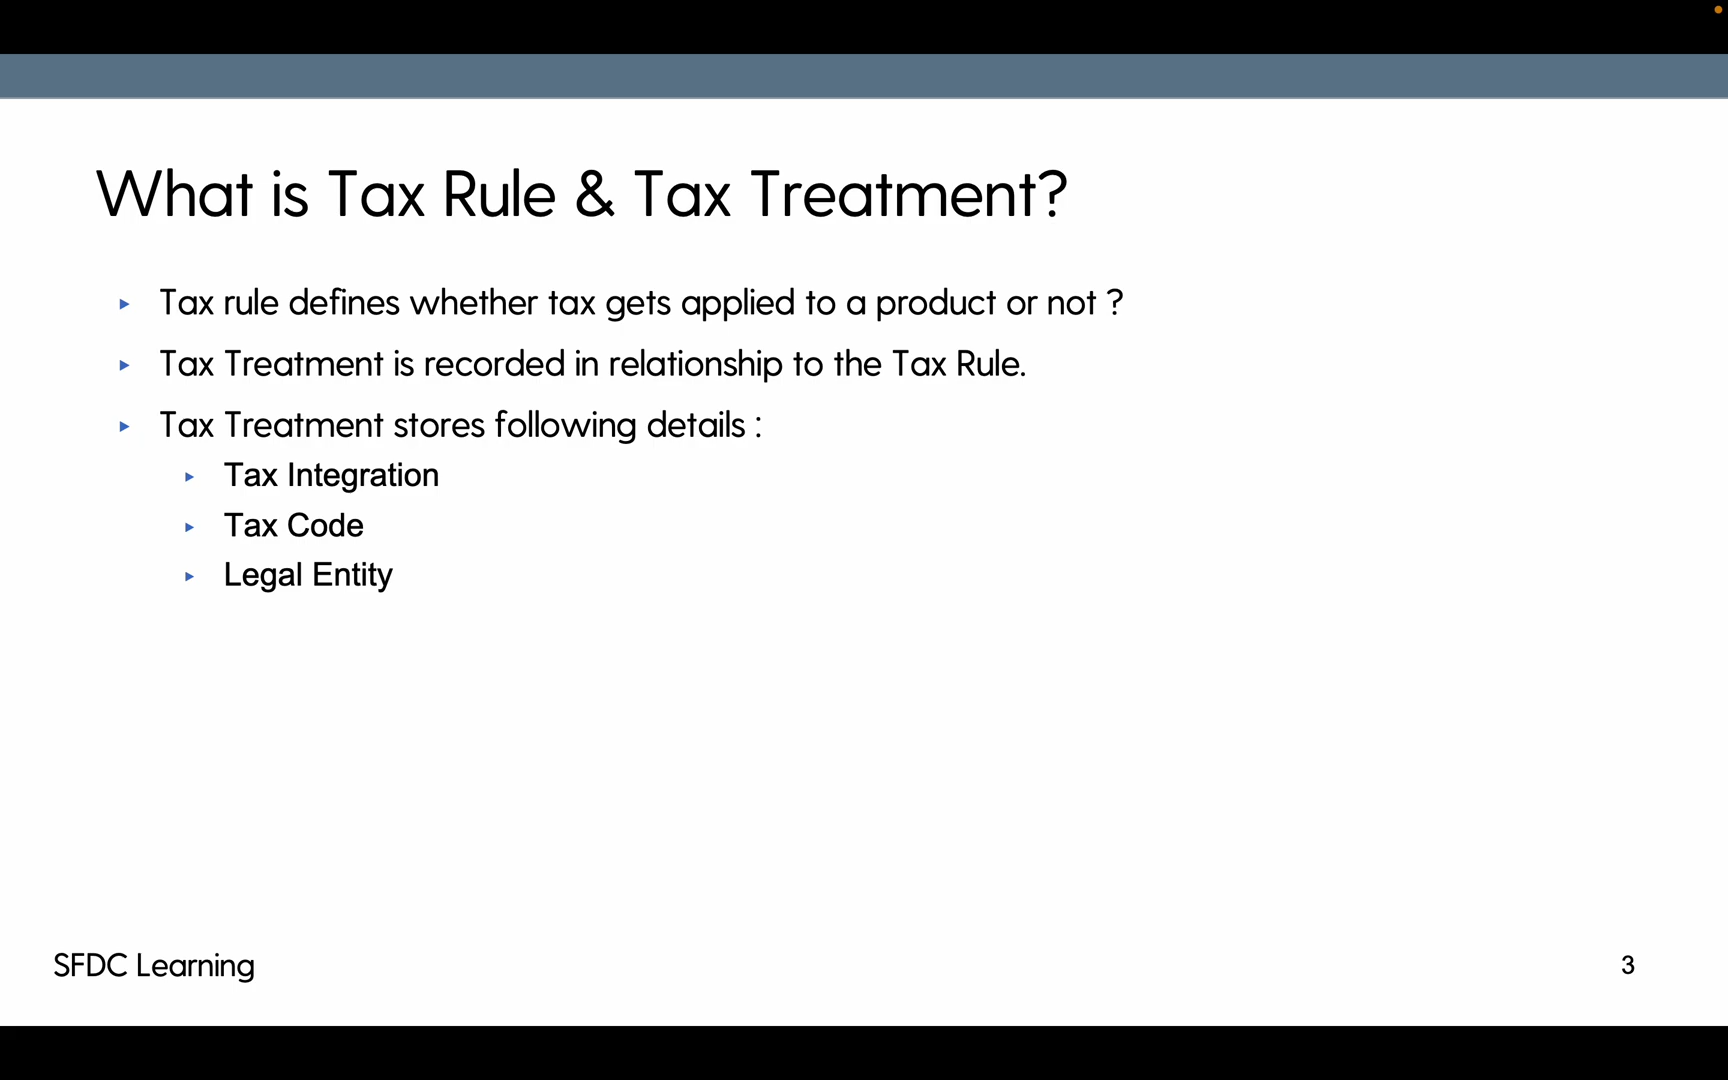 What is Tax Rule & Tax Treatment?
Tax rule defines whether tax gets applied to a product or not ?
Tax Treatment is recorded in relationship to the Tax Rule.
Tax Treatment stores following details :
Tax Integration
Tax Code
Legal Entity
SFDC Learning
3